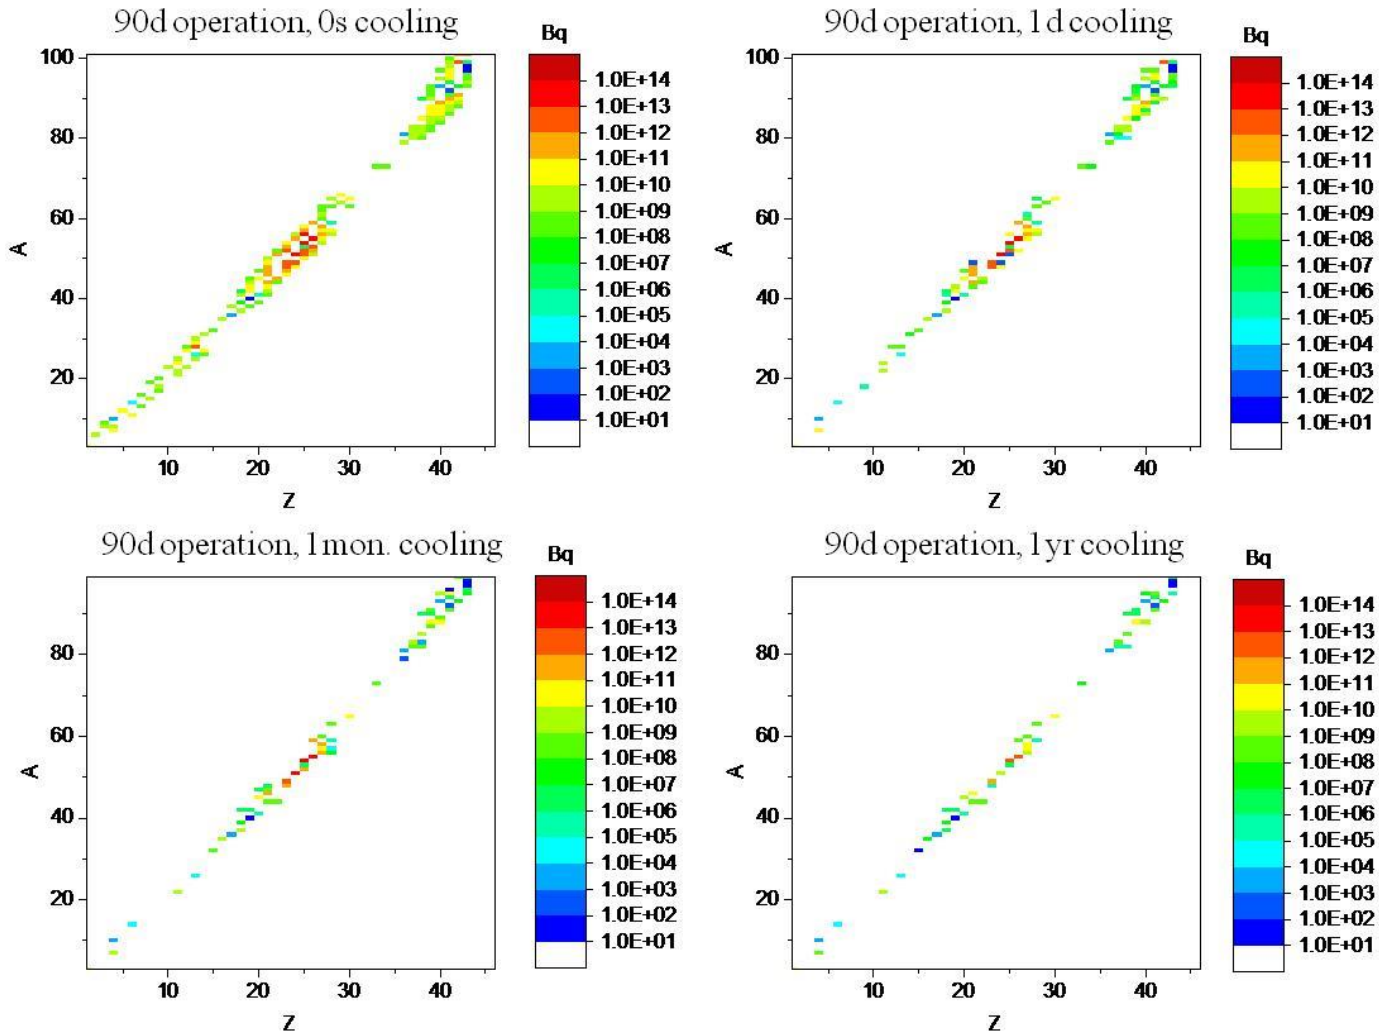 90d operation, 0s cooling
Bq
100
80
60
40
20
A
10 20 30 40
Z
1.0E+14
1.0E+13
1.0E+12
1.0E+11
1.0E+10
1.0E+09
1.0E+08
1.0E+07
1.0E+06
1.0E+05
1.0E+04
1.0E+03
1.0E+02
1.0E+01
90d operation, 1d cooling
Bq
100
80
60
40
20
A
10 20 30 40
Z
1.0E+14
1.0E+13
1.0E+12
1.0E+11
1.0E+10
1.0E+09
1.0E+08
1.0E+07
1.0E+06
1.0E+05
1.0E+04
1.0E+03
1.0E+02
1.0E+01
90d operation, 1mon. cooling
Bq
80
60
40
20
A
10 20 30 40
Z
1.0E+14
1.0E+13
1.0E+12
1.0E+11
1.0E+10
1.0E+09
1.0E+08
1.0E+07
1.0E+06
1.0E+05
1.0E+04
1.0E+03
1.0E+02
1.0E+01
90d operation, 1yr cooling
Bq
80
60
40
20
A
10 20 30 40
Z
1.0E+14
1.0E+13
1.0E+12
1.0E+11
1.0E+10
1.0E+09
1.0E+08
1.0E+07
1.0E+06
1.0E+05
1.0E+04
1.0E+03
1.0E+02
1.0E+01